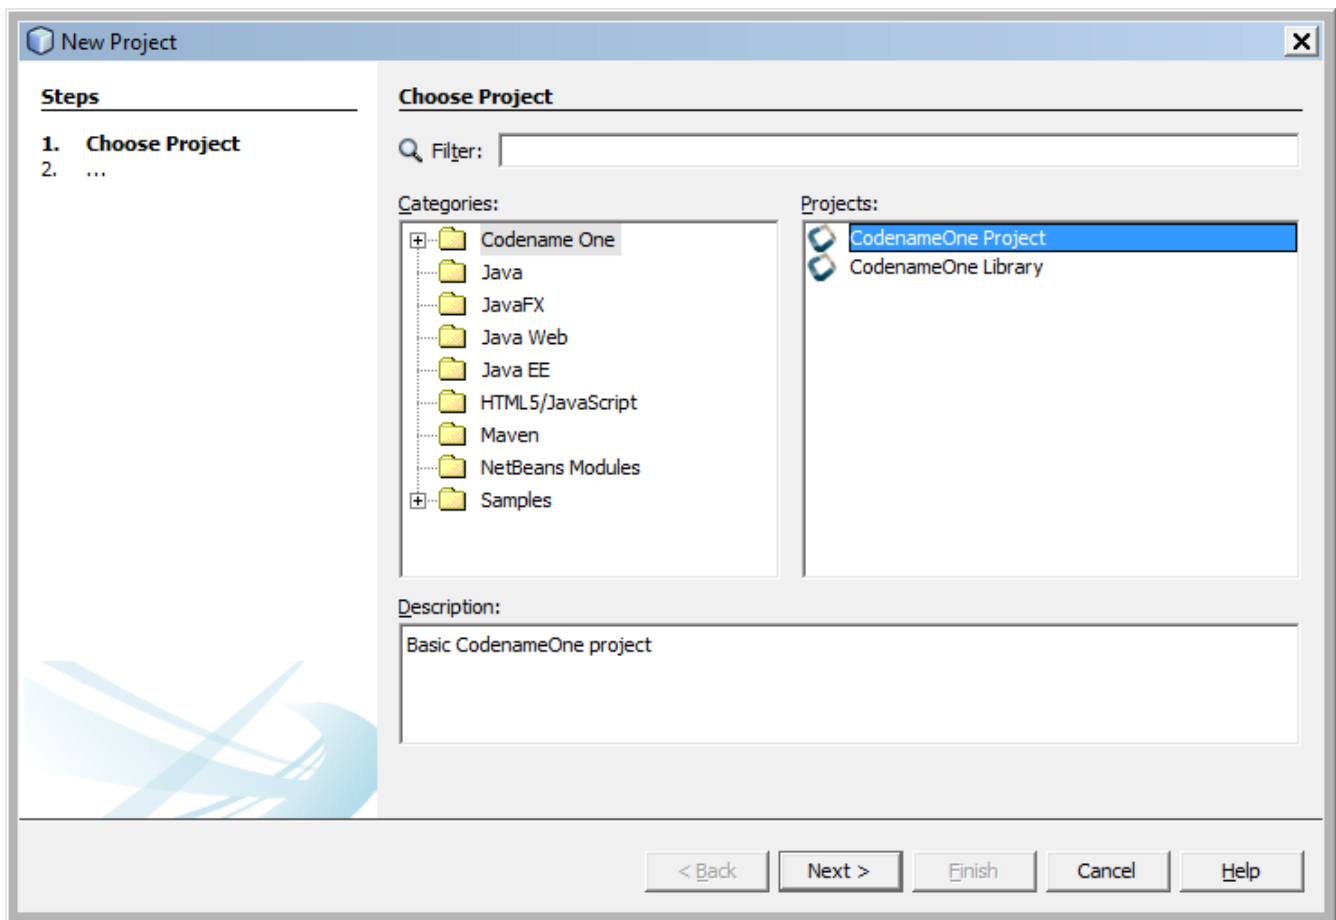 New Project
Steps
1. Choose Project
2. ...
Choose Project
Filter:
Categories:
Codename One
Java
JavaFX
Java Web
Java EE
HTML5/JavaScript
Maven
NetBeans Modules
Samples
Projects:
CodenameOne Project
CodenameOne Library
Description:
Basic CodenameOne project
< Back
Next >
Finish
Cancel
Help